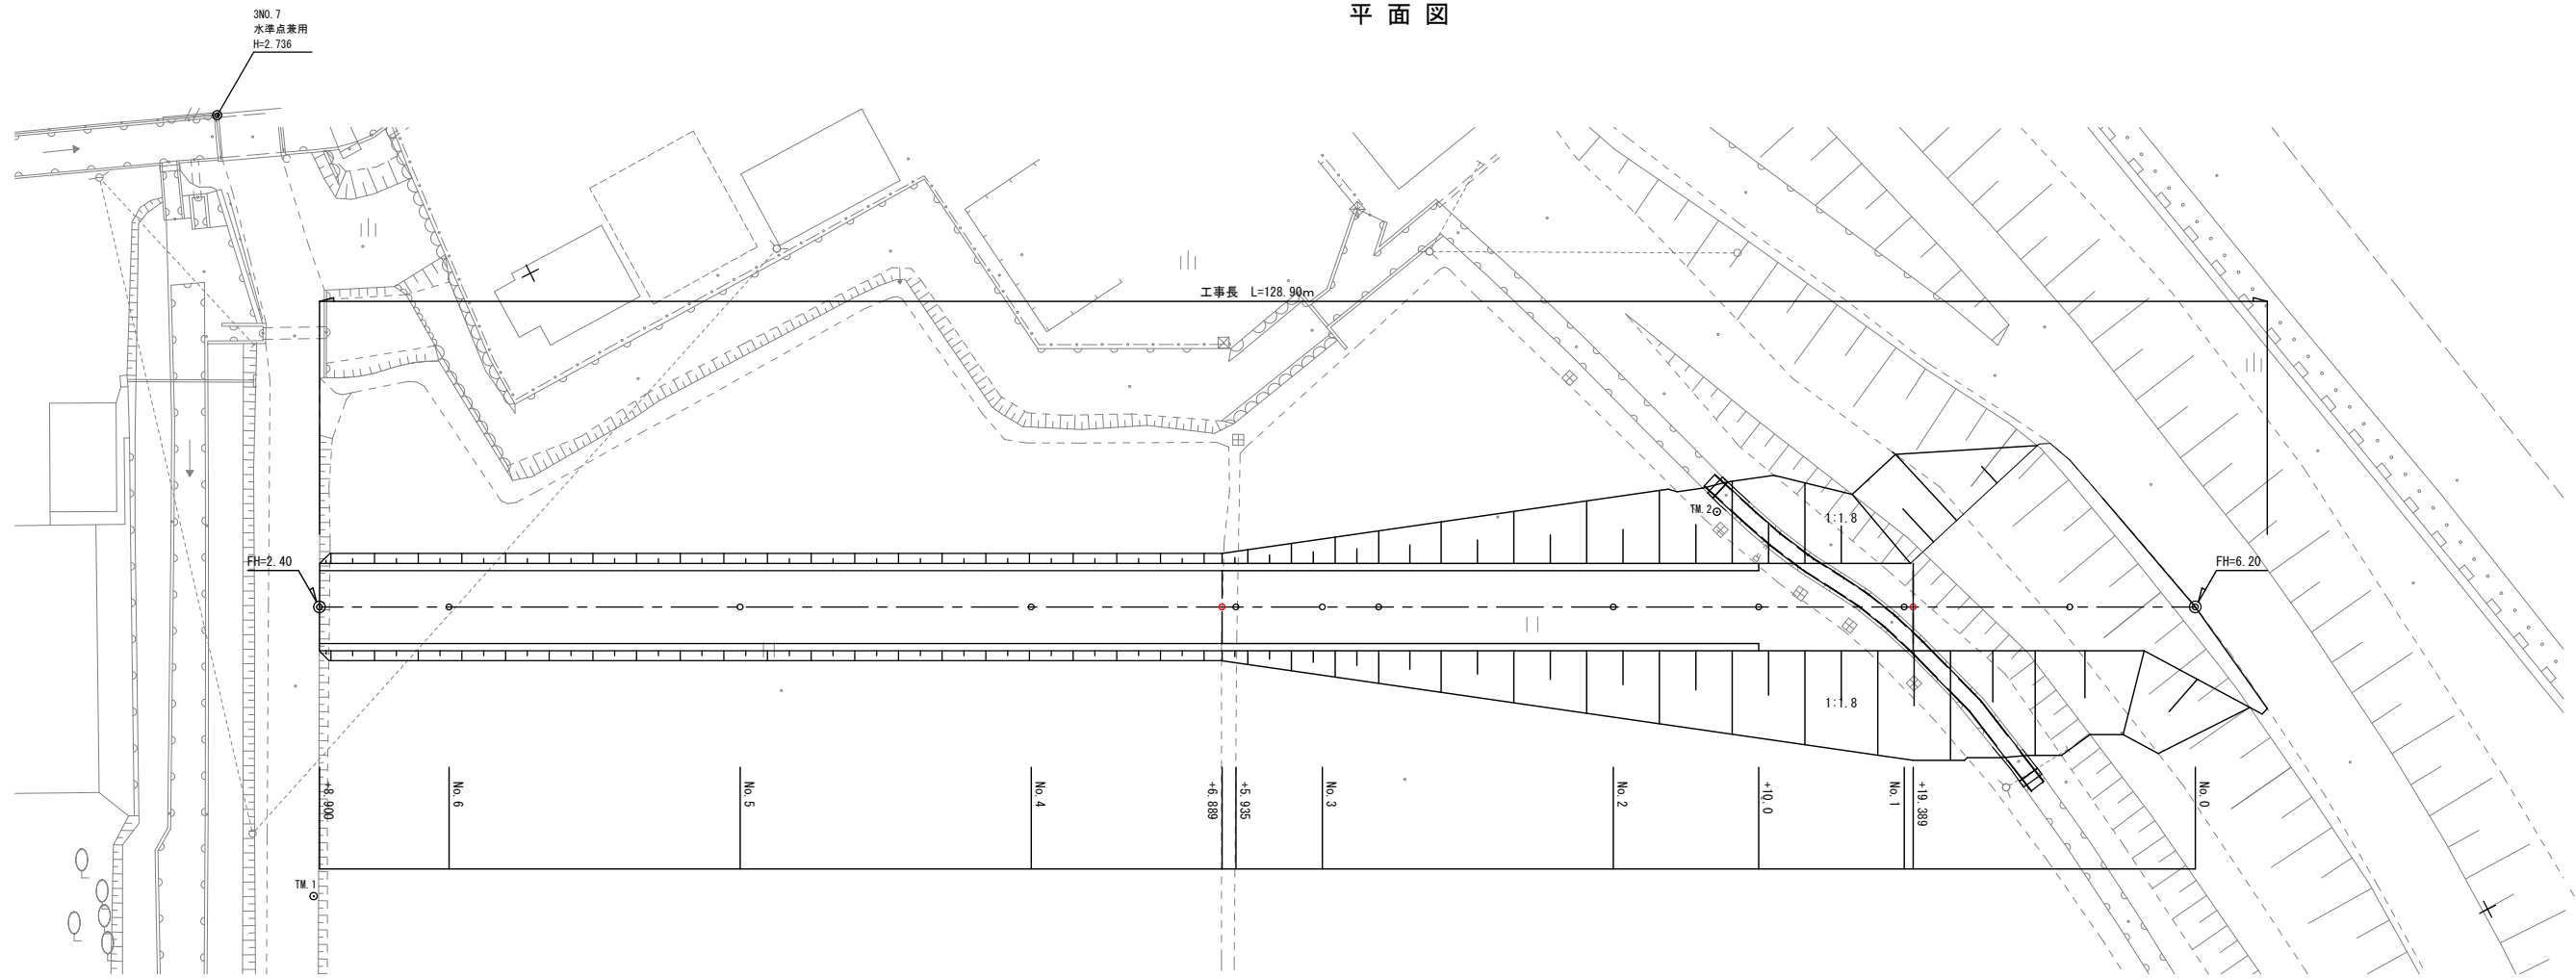 平面図
3NO.7
水準点兼用
H=2.736
工事長 L=128.90m
TM.2
1:1.8
FH=2.40
FH=6.20
1:1.8
+8.900
No.6
No.5
No.4
+6.889
+5.935
No.3
No.2
+10.0
No.1
+19.389
No.0
TM.1